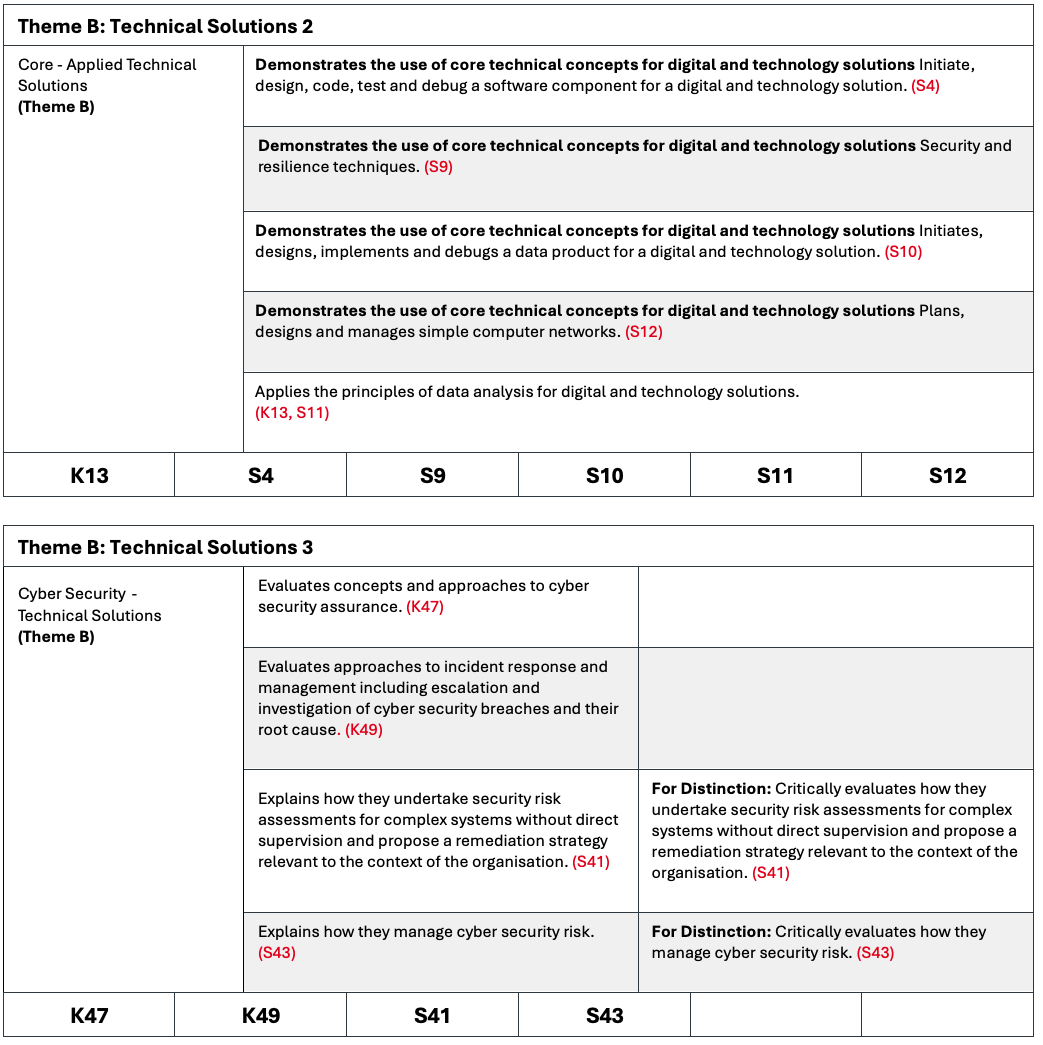 Theme B: Technical Solutions 2
Core - Applied Technical
Solutions
(Theme B)
Demonstrates the use of core technical concepts for digital and technology solutions Initiate,
design, code, test and debug a software component for a digital and technology solution. (S4)
Demonstrates the use of core technical concepts for digital and technology solutions Security and
resilience techniques. (S9)
Demonstrates the use of core technical concepts for digital and technology solutions Initiates,
designs, implements and debugs a data product for a digital and technology solution. (S10)
Demonstrates the use of core technical concepts for digital and technology solutions Plans,
designs and manages simple computer networks. (S12)
Applies the principles of data analysis for digital and technology solutions.
(K13, S11)
K13 S4 S9 S10 S11 S12
Theme B: Technical Solutions 3
Cyber Security -
Technical Solutions
(Theme B)
Evaluates concepts and approaches to cyber
security assurance. (K47)
Evaluates approaches to incident response and
management including escalation and
investigation of cyber security breaches and their
root cause. (K49)
Explains how they undertake security risk
assessments for complex systems without direct
supervision and propose a remediation strategy
relevant to the context of the organisation. (S41)
For Distinction: Critically evaluates how they
undertake security risk assessments for complex
systems without direct supervision and propose a
remediation strategy relevant to the context of the
organisation. (S41)
Explains how they manage cyber security risk.
(S43)
For Distinction: Critically evaluates how they
manage cyber security risk. (S43)
K47 K49 S41 S43